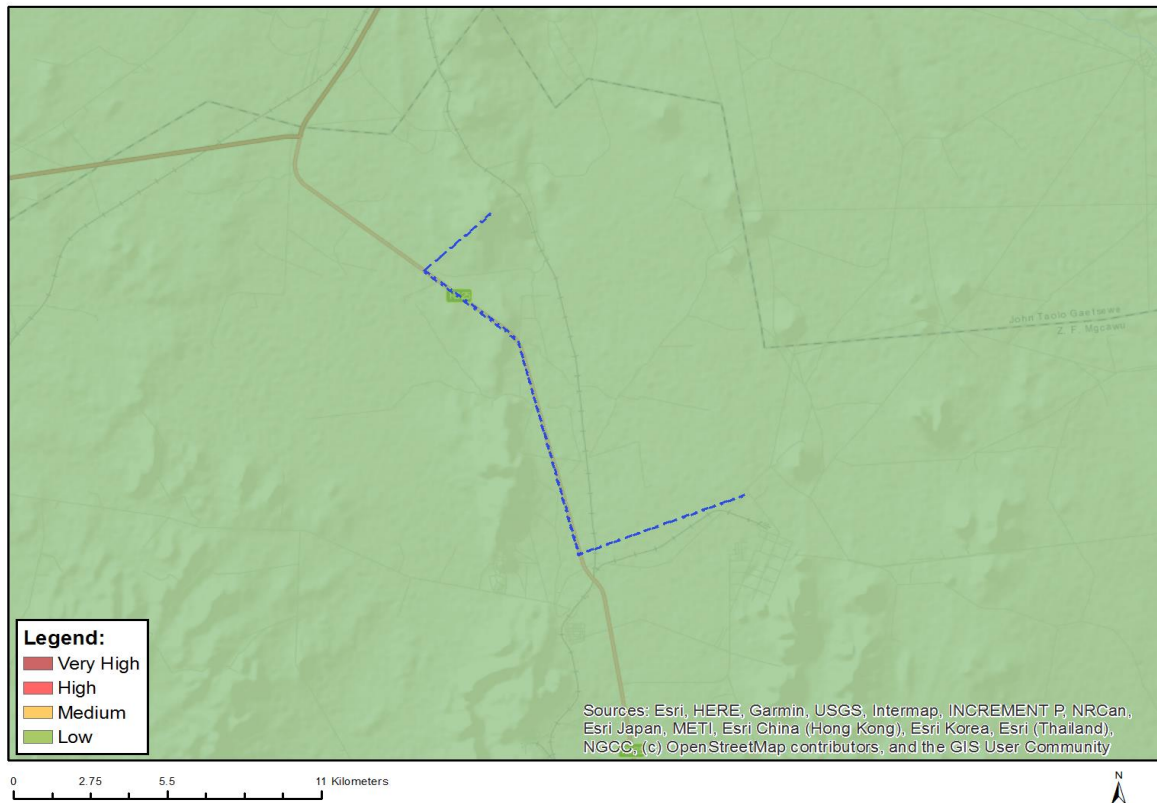 John Taolo Gaetsewe
Z. F. Mgcawu
Legend:
Very High
High
Medium
Low
Sources: Esri, HERE, Garmin, USGS, Intermap, INCREMENT P, NRCan,
Esri Japan, METI, Esri China (Hong Kong), Esri Korea, Esri (Thailand),
NGCC, (c) OpenStreetMap contributors, and the GIS User Community
0 2.75 5.5 11 Kilometers
N